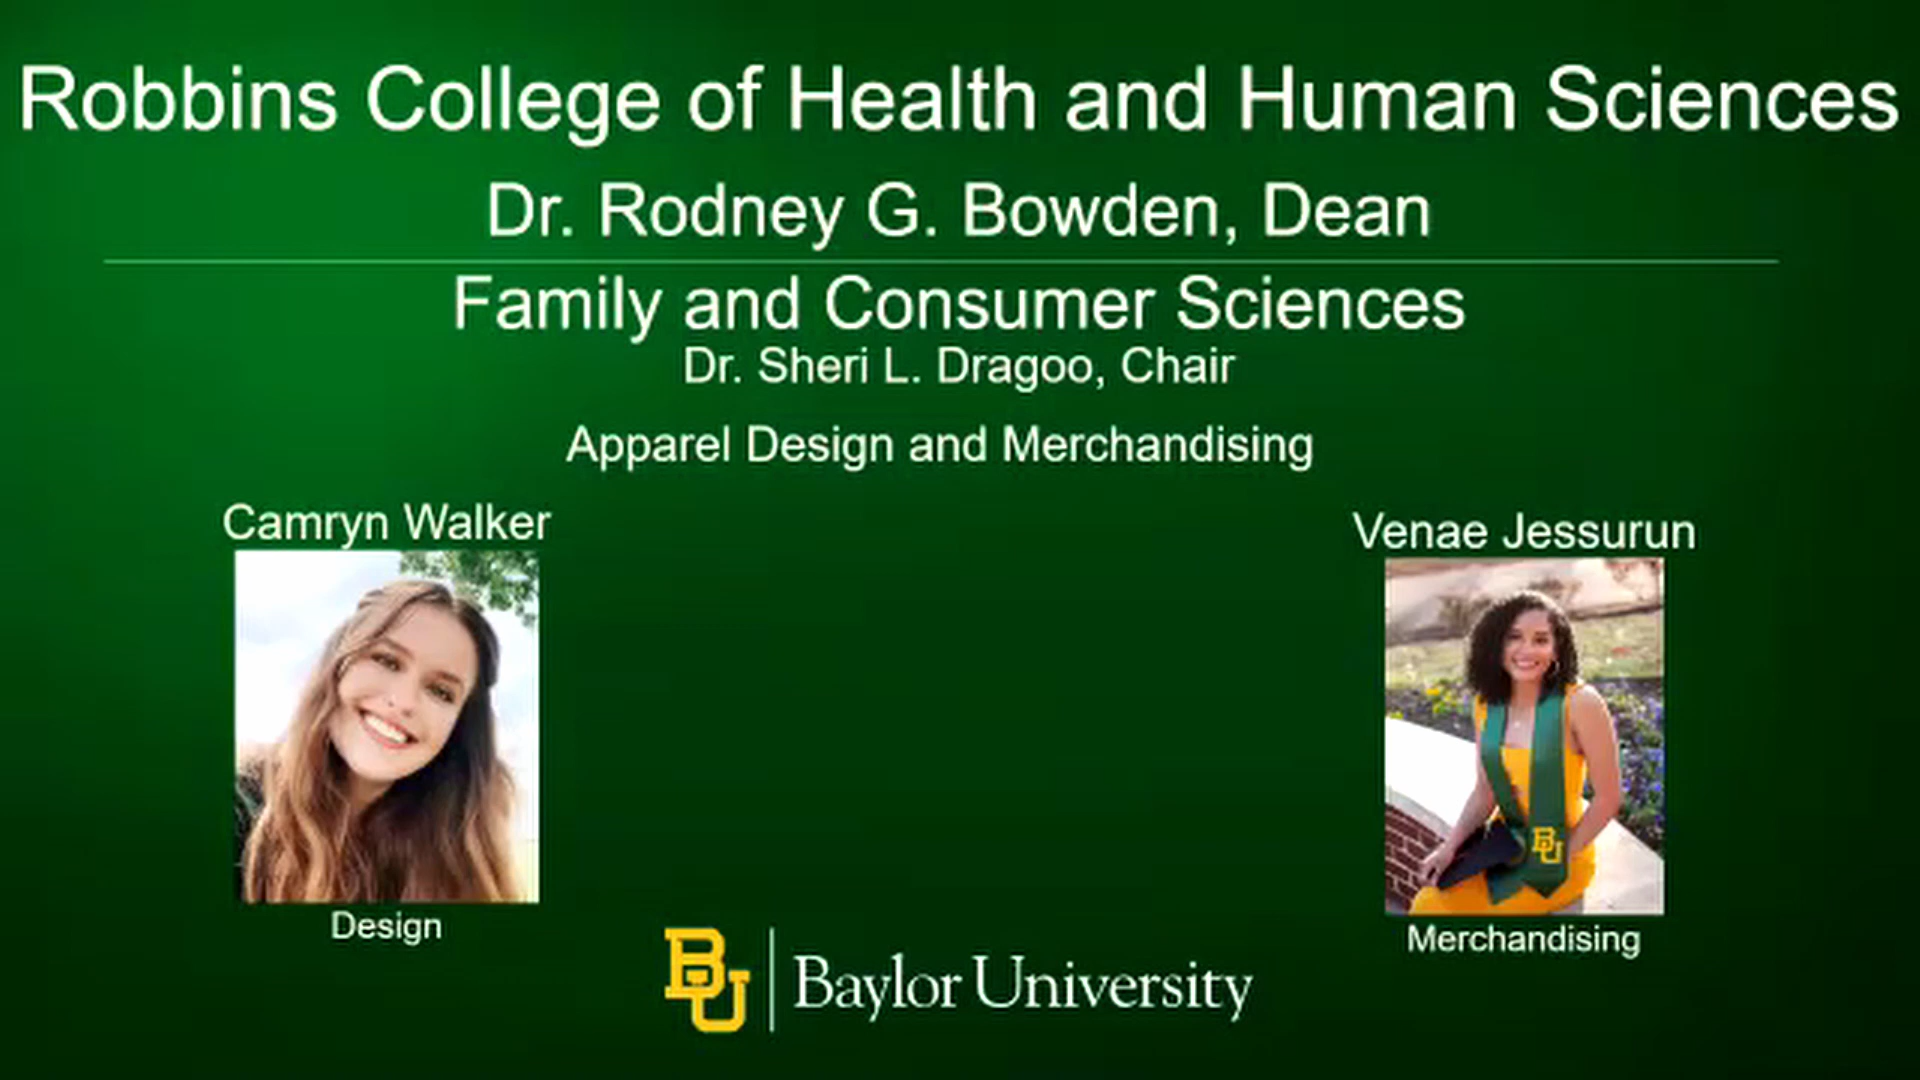 Robbins College of Health and Human Sciences
Dr. Rodney G. Bowden, Dean
Family and Consumer Sciences
Dr. Sheri L. Dragoo, Chair
Apparel Design and Merchandising
Camryn Walker
Venae Jessurun
BU
Design
Merchandising
BU
Baylor University